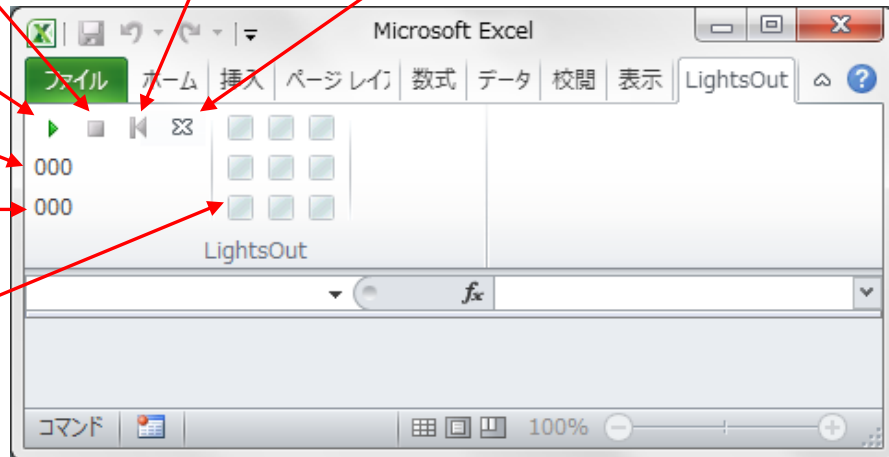 Microsoft Excel
ファイル ホーム 挿入 ページ レイア 数式 データ 校閲 表示 LightsOut
000
000
LightsOut
fx
コマンド 100%